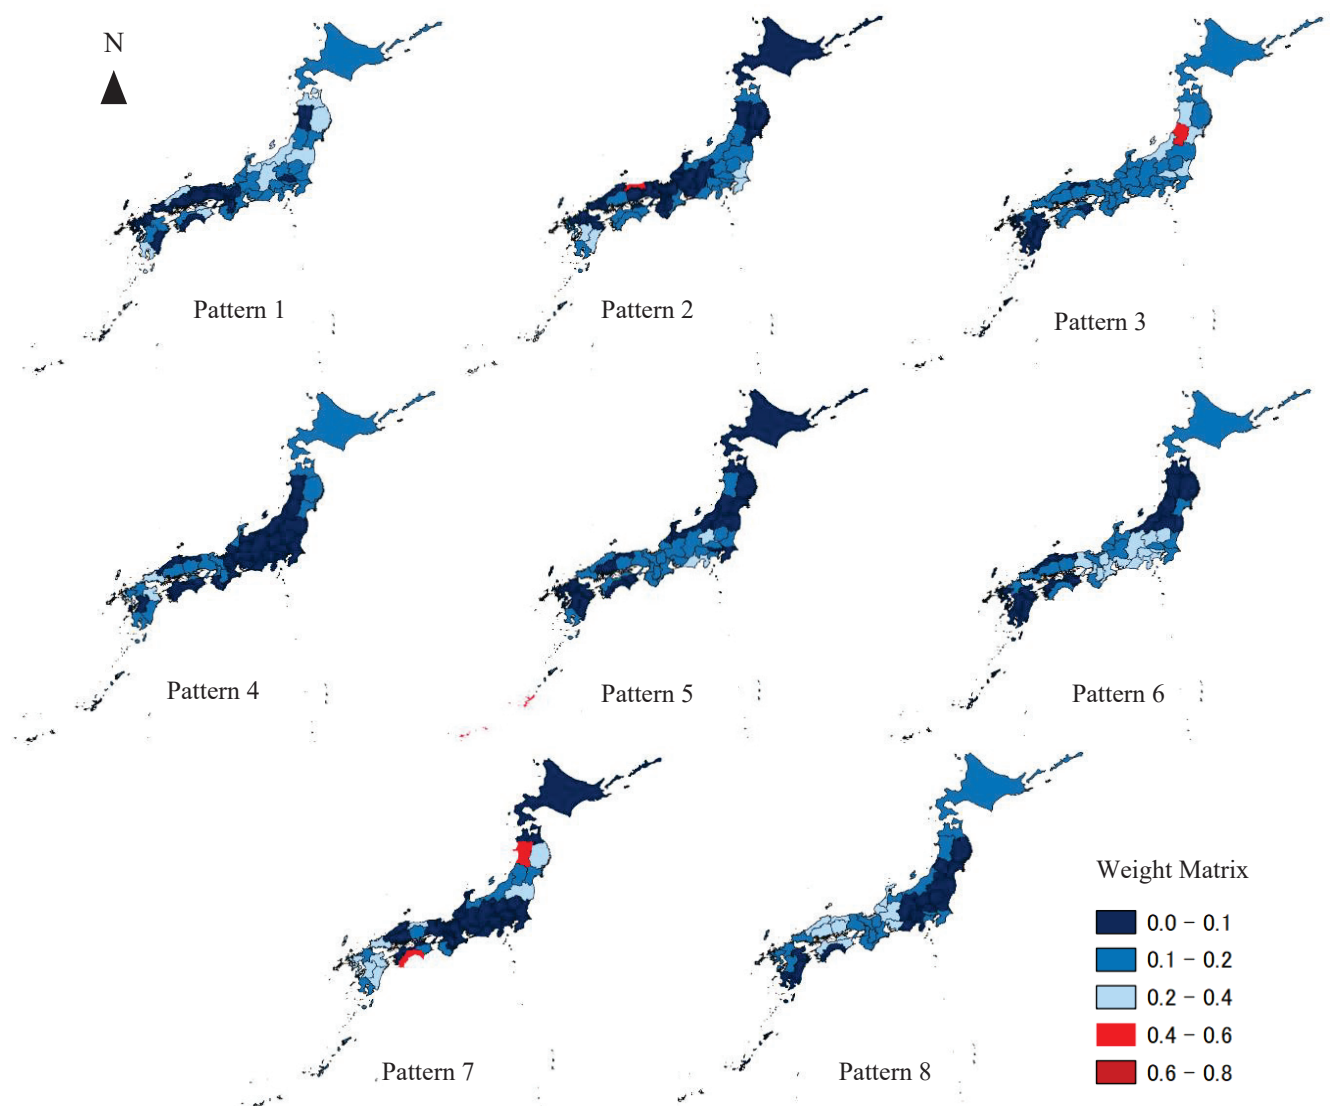 N
Pattern 1
Pattern 2
Pattern 3
Pattern 4
Pattern 5
Pattern 6
Pattern 7
Pattern 8
Weight Matrix
0.0 - 0.1
0.1 - 0.2
0.2 - 0.4
0.4 - 0.6
0.6 - 0.8